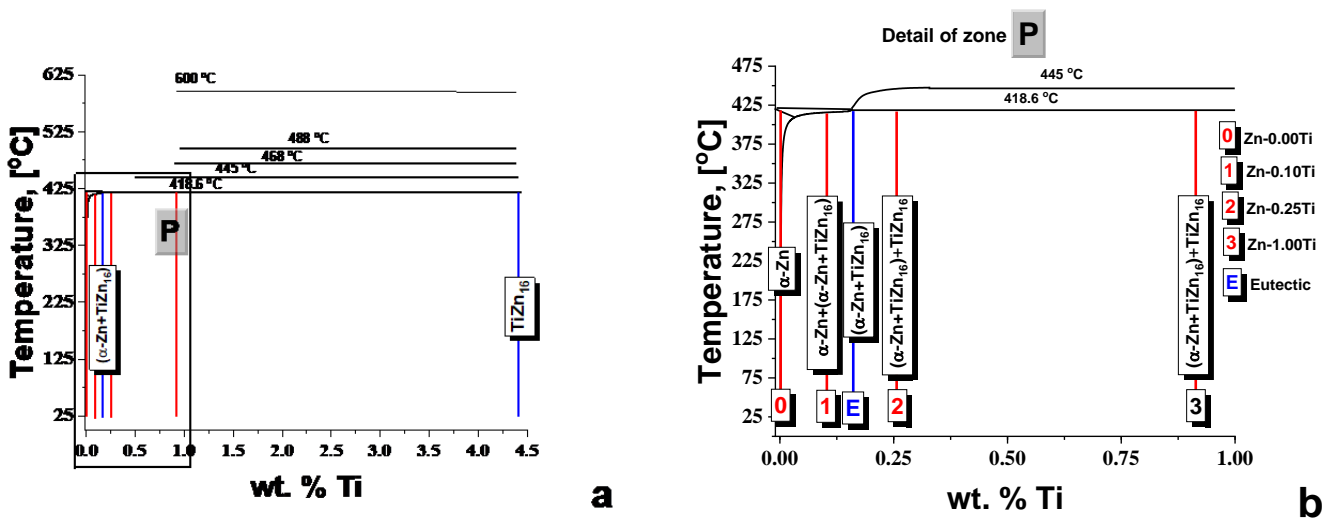 600 °C
488 °C
468 °C
445 °C
418.6 °C
625
525
425
325
225
125
25
Temperature, [°C]
P
(α-Zn+TiZn₁₆)
TiZn₁₆
0.0 0.5 1.0 1.5 2.0 2.5 3.0 3.5 4.0 4.5
wt. % Ti
a
Detail of zone P
475
425
375
325
275
225
175
125
75
25
Temperature, [°C]
445 °C
418.6 °C
α-Zn
α-Zn+(α-Zn+TiZn₁₆)
(α-Zn+TiZn₁₆)
(α-Zn+TiZn₁₆)+TiZn₁₆
(α-Zn+TiZn₁₆)+TiZn₁₆
0 1 E 2 3
0 Zn-0.00Ti
1 Zn-0.10Ti
2 Zn-0.25Ti
3 Zn-1.00Ti
E Eutectic
0.00 0.25 0.50 0.75 1.00
wt. % Ti
b